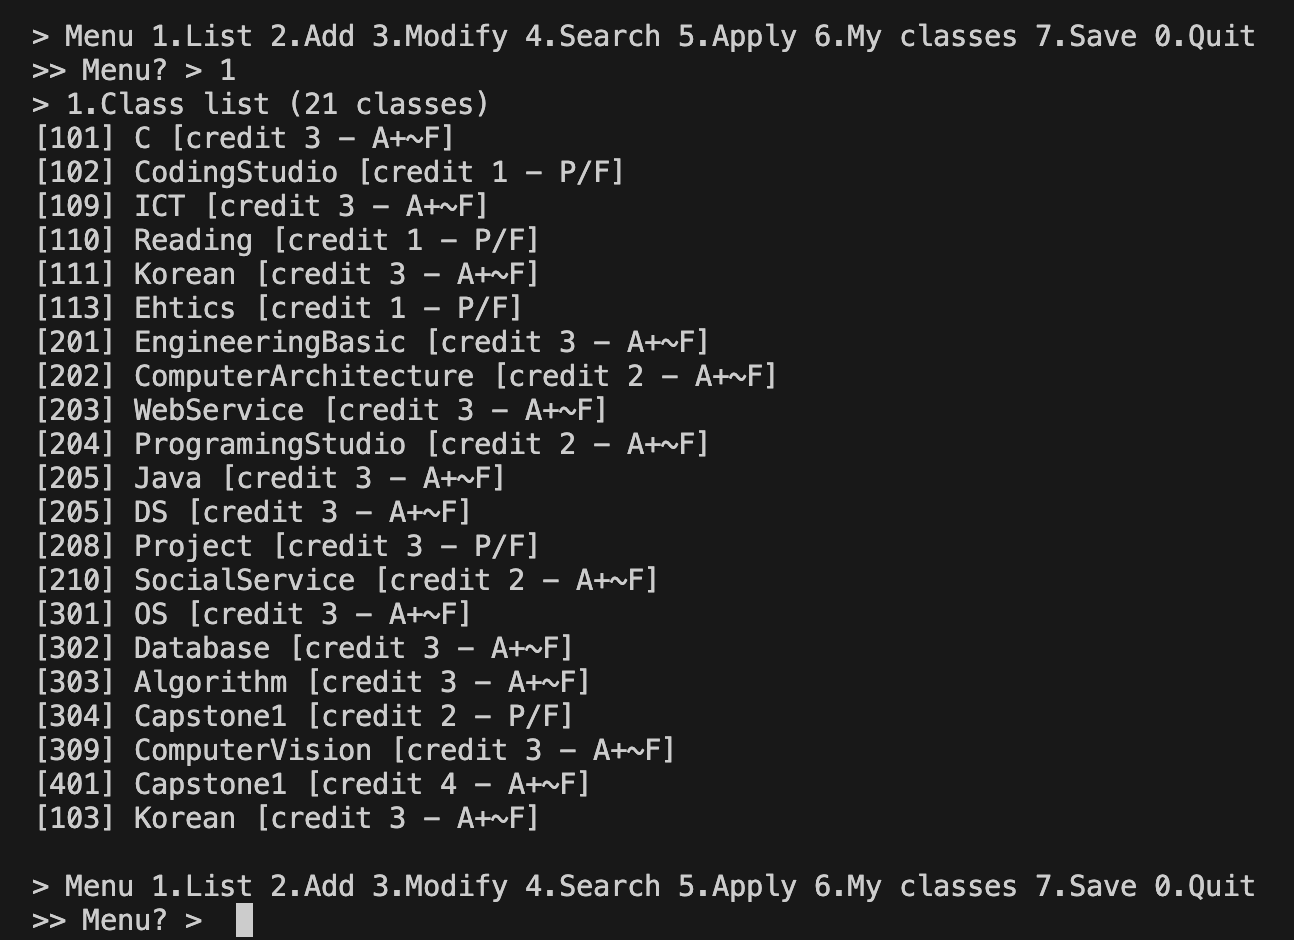 > Menu 1.List 2.Add 3.Modify 4.Search 5.Apply 6.My classes 7.Save 0.Quit
>> Menu? > 1
> 1.Class list (21 classes)
[101] C [credit 3 - A+~F]
[102] CodingStudio [credit 1 - P/F]
[109] ICT [credit 3 - A+~F]
[110] Reading [credit 1 - P/F]
[111] Korean [credit 3 - A+~F]
[113] Ehtics [credit 1 - P/F]
[201] EngineeringBasic [credit 3 - A+~F]
[202] ComputerArchitecture [credit 2 - A+~F]
[203] WebService [credit 3 - A+~F]
[204] ProgramingStudio [credit 2 - A+~F]
[205] Java [credit 3 - A+~F]
[205] DS [credit 3 - A+~F]
[208] Project [credit 3 - P/F]
[210] SocialService [credit 2 - A+~F]
[301] OS [credit 3 - A+~F]
[302] Database [credit 3 - A+~F]
[303] Algorithm [credit 3 - A+~F]
[304] Capstone1 [credit 2 - P/F]
[309] ComputerVision [credit 3 - A+~F]
[401] Capstone1 [credit 4 - A+~F]
[103] Korean [credit 3 - A+~F]
> Menu 1.List 2.Add 3.Modify 4.Search 5.Apply 6.My classes 7.Save 0.Quit
>> Menu? >